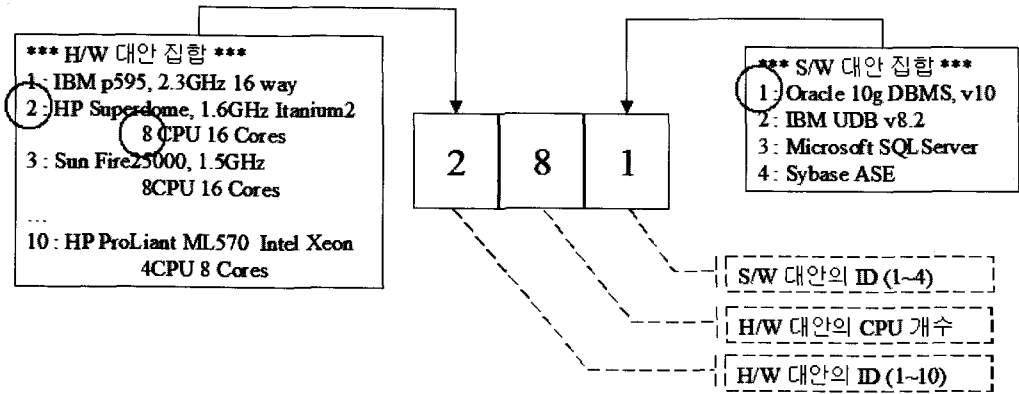 *** H/W 대안 집합 ***
1 : IBM p595, 2.3GHz 16 way
2 : HP Superdome, 1.6GHz Itanium2
8 CPU 16 Cores
3 : Sun Fire25000, 1.5GHz
8CPU 16 Cores
...
10 : HP ProLiant ML570 Intel Xeon
4CPU 8 Cores
2 8 1
*** S/W 대안 집합 ***
1 : Oracle 10g DBMS, v10
2 : IBM UDB v8.2
3 : Microsoft SQL Server
4 : Sybase ASE
S/W 대안의 ID (1~4)
H/W 대안의 CPU 개수
H/W 대안의 ID (1~10)